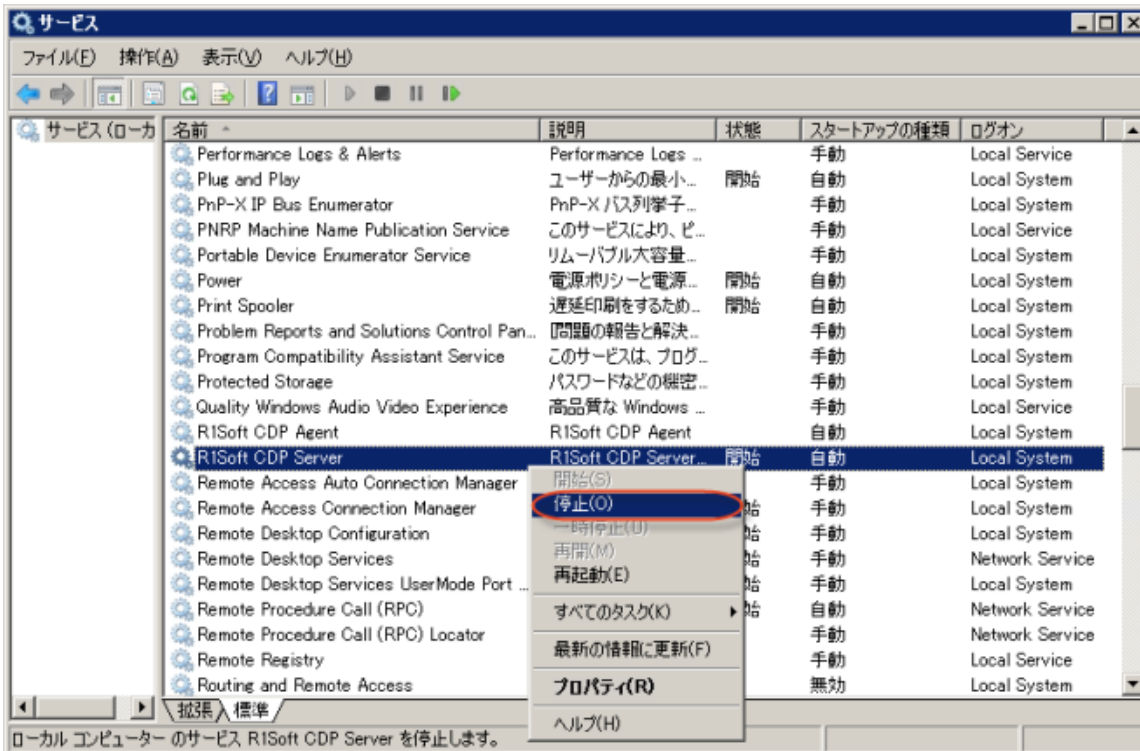 サービス
ファイル(F) 操作(A) 表示(V) ヘルプ(H)
サービス (ローカ 名前 説明 状態 スタートアップの種類 ログオン
Performance Logs & Alerts Performance Logs ... 手動 Local Service
Plug and Play ユーザーからの最小... 開始 自動 Local System
PnP-X IP Bus Enumerator PnP-X バス列挙子... 手動 Local System
PNRP Machine Name Publication Service このサービスにより、ピ... 手動 Local Service
Portable Device Enumerator Service リムーバブル大容量... 手動 Local System
Power 電源ポリシーと電源... 開始 自動 Local System
Print Spooler 遅延印刷をするため... 開始 自動 Local System
Problem Reports and Solutions Control Pan... [問題の報告と解決... 手動 Local System
Program Compatibility Assistant Service このサービスは、プログ... 手動 Local System
Protected Storage パスワードなどの機密... 手動 Local System
Quality Windows Audio Video Experience 高品質な Windows ... 手動 Local Service
R1Soft CDP Agent R1Soft CDP Agent 自動 Local System
R1Soft CDP Server R1Soft CDP Server... 開始 自動 Local System
Remote Access Auto Connection Manager 開始(S) 手動 Local System
Remote Access Connection Manager 停止(O) 始 手動 Local System
Remote Desktop Configuration 一時停止(U) 始 手動 Local System
Remote Desktop Services 再開(M) 始 手動 Network Service
Remote Desktop Services UserMode Port ... 再起動(E) 始 手動 Local System
Remote Procedure Call (RPC) すべてのタスク(K) 始 自動 Network Service
Remote Procedure Call (RPC) Locator 手動 Network Service
最新の情報に更新(F)
Remote Registry 手動 Local Service
Routing and Remote Access プロパティ(R) 無効 Local System
拡張 標準 ヘルプ(H)
ローカル コンピューター のサービス R1Soft CDP Server を停止します。